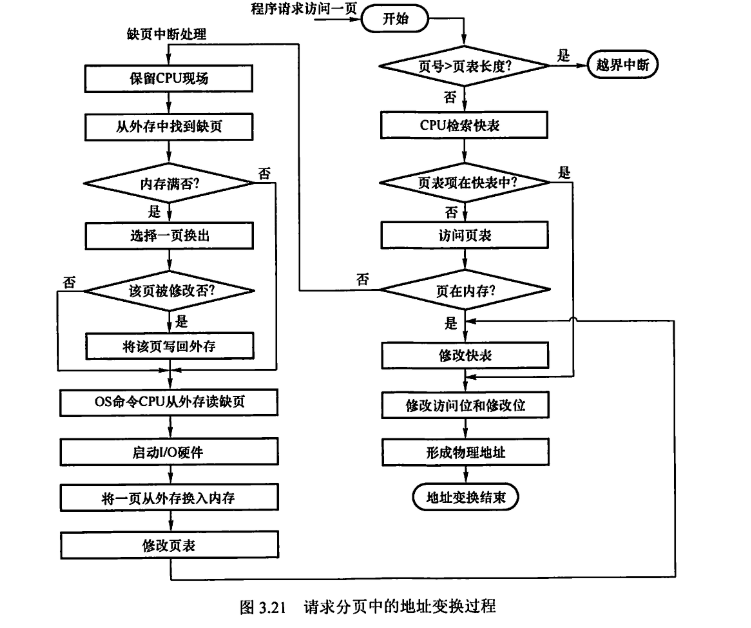 程序请求访问一页
开始
页号>页表长度?
是
越界中断
否
CPU检索快表
页表项在快表中?
是
否
访问页表
页在内存?
否
是
修改快表
修改访问位和修改位
形成物理地址
地址变换结束
缺页中断处理
保留CPU现场
从外存中找到缺页
内存满否?
否
是
选择一页换出
该页被修改否?
否
是
将该页写回外存
OS命令CPU从外存读缺页
启动I/O硬件
将一页从外存换入内存
修改页表
图 3.21 请求分页中的地址变换过程